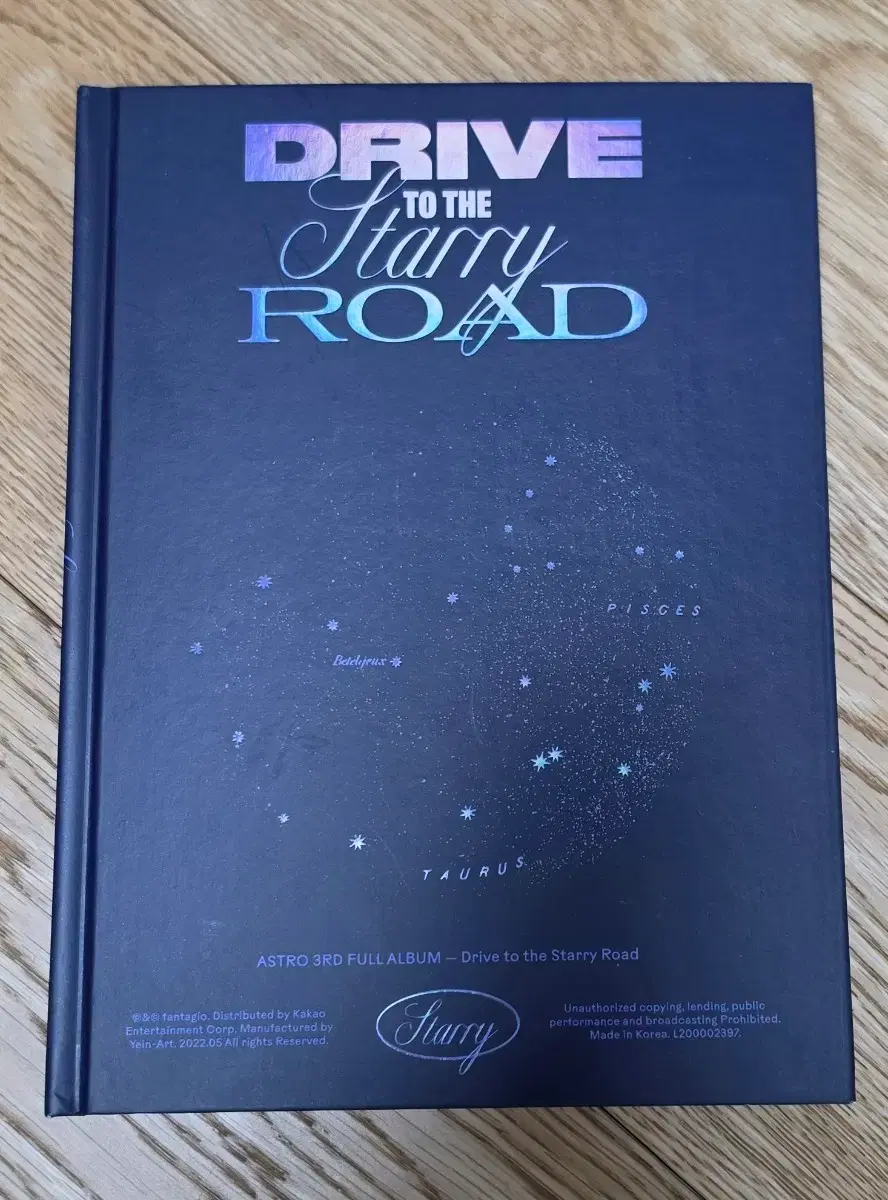 DRIVE
TO THE
Starry
ROAD
PISCES
Betelijeux
TAURUS
ASTRO 3RD FULL ALBUM — Drive to the Starry Road
℗&© fantagio. Distributed by Kakao
Entertainment Corp. Manufactured by
Yein-Art. 2022.05 All rights Reserved.
Starry
Unauthorized copying, lending, public
performance and broadcasting Prohibited.
Made in Korea. L200002397.